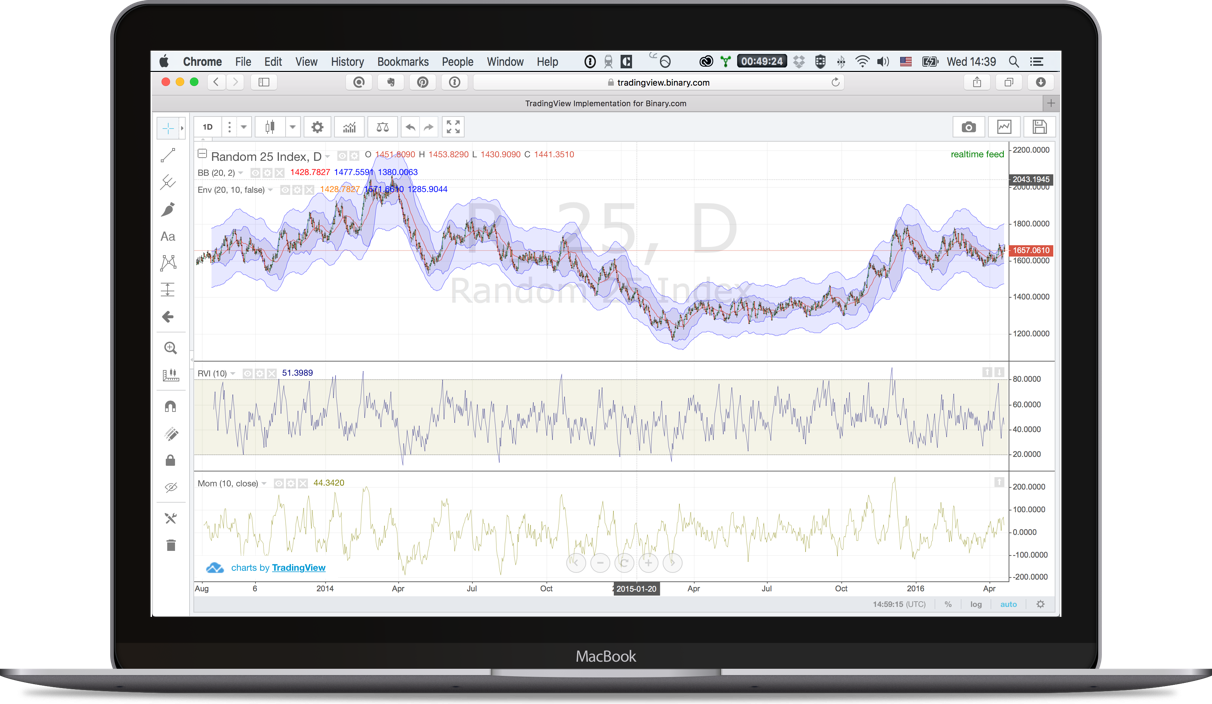 Chrome File Edit View History Bookmarks People Window Help 00:49:24 Wed 14:39
tradingview.binary.com
TradingView Implementation for Binary.com
1D
Random 25 Index, D O 1451.8090 H 1453.8290 L 1430.9090 C 1441.3510
realtime feed
BB (20, 2) 1428.7827 1477.5591 1380.0063
Env (20, 10, false) 1428.7827 1571.6610 1285.9044
Aa
25, D
Random 25 Index
2200.0000
2043.1945
2000.0000
1800.0000
1657.0810
1600.0000
1400.0000
1200.0000
RVI (10) 51.3989
80.0000
60.0000
40.0000
20.0000
Mom (10, close) 44.3420
200.0000
100.0000
0.0000
-100.0000
-200.0000
charts by TradingView
Aug 6 2014 Apr Jul Oct 2015-01-20 Apr Jul Oct 2016 Apr
14:59:15 (UTC) % log auto
MacBook